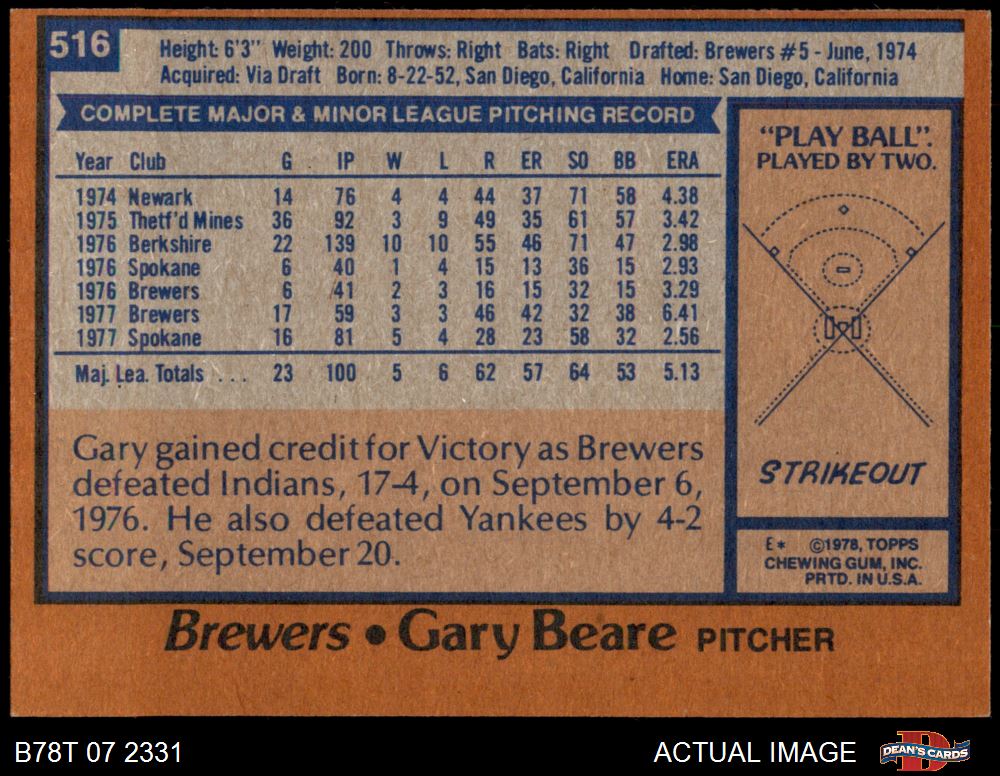 516
Height: 6'3" Weight: 200 Throws: Right Bats: Right Drafted: Brewers #5 - June, 1974
Acquired: Via Draft Born: 8-22-52, San Diego, California Home: San Diego, California
COMPLETE MAJOR & MINOR LEAGUE PITCHING RECORD
Year Club G IP W L R ER SO BB ERA
1974 Newark 14 76 4 4 44 37 71 58 4.38
1975 Thetf'd Mines 36 92 3 9 49 35 61 57 3.42
1976 Berkshire 22 139 10 10 55 46 71 47 2.98
1976 Spokane 6 40 1 4 15 13 36 15 2.93
1976 Brewers 6 41 2 3 16 15 32 15 3.29
1977 Brewers 17 59 3 3 46 42 32 38 6.41
1977 Spokane 16 81 5 4 28 23 58 32 2.56
Maj. Lea. Totals . . . 23 100 5 6 62 57 64 53 5.13
Gary gained credit for Victory as Brewers
defeated Indians, 17-4, on September 6,
1976. He also defeated Yankees by 4-2
score, September 20.
"PLAY BALL".
PLAYED BY TWO.
STRIKEOUT
E* ©1978, TOPPS
CHEWING GUM, INC.
PRTD. IN U.S.A.
Brewers • Gary Beare PITCHER
B78T 07 2331
ACTUAL IMAGE
D
DEAN'S CARDS